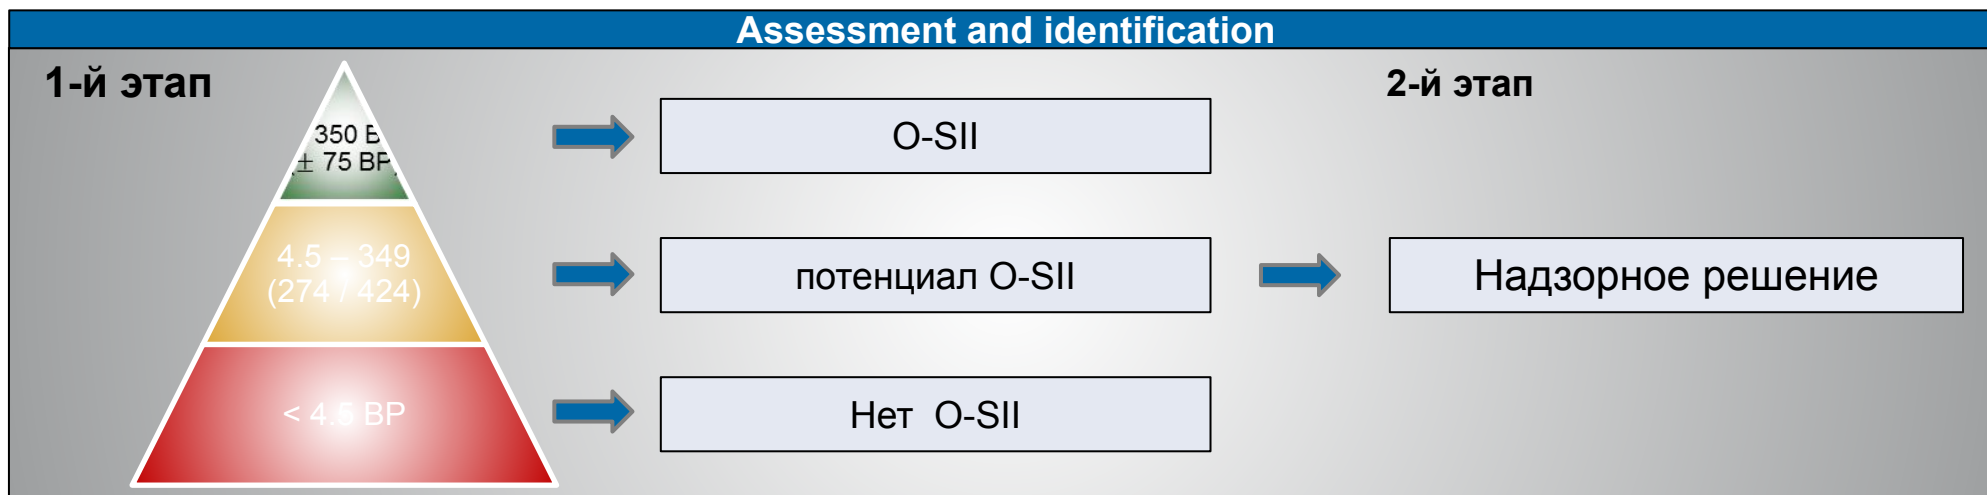 Assessment and identification
1-й этап
2-й этап
350 B
± 75 BP
O-SII
4.5 – 349
(274 / 424)
потенциал O-SII
Надзорное решение
< 4.5 BP
Нет O-SII